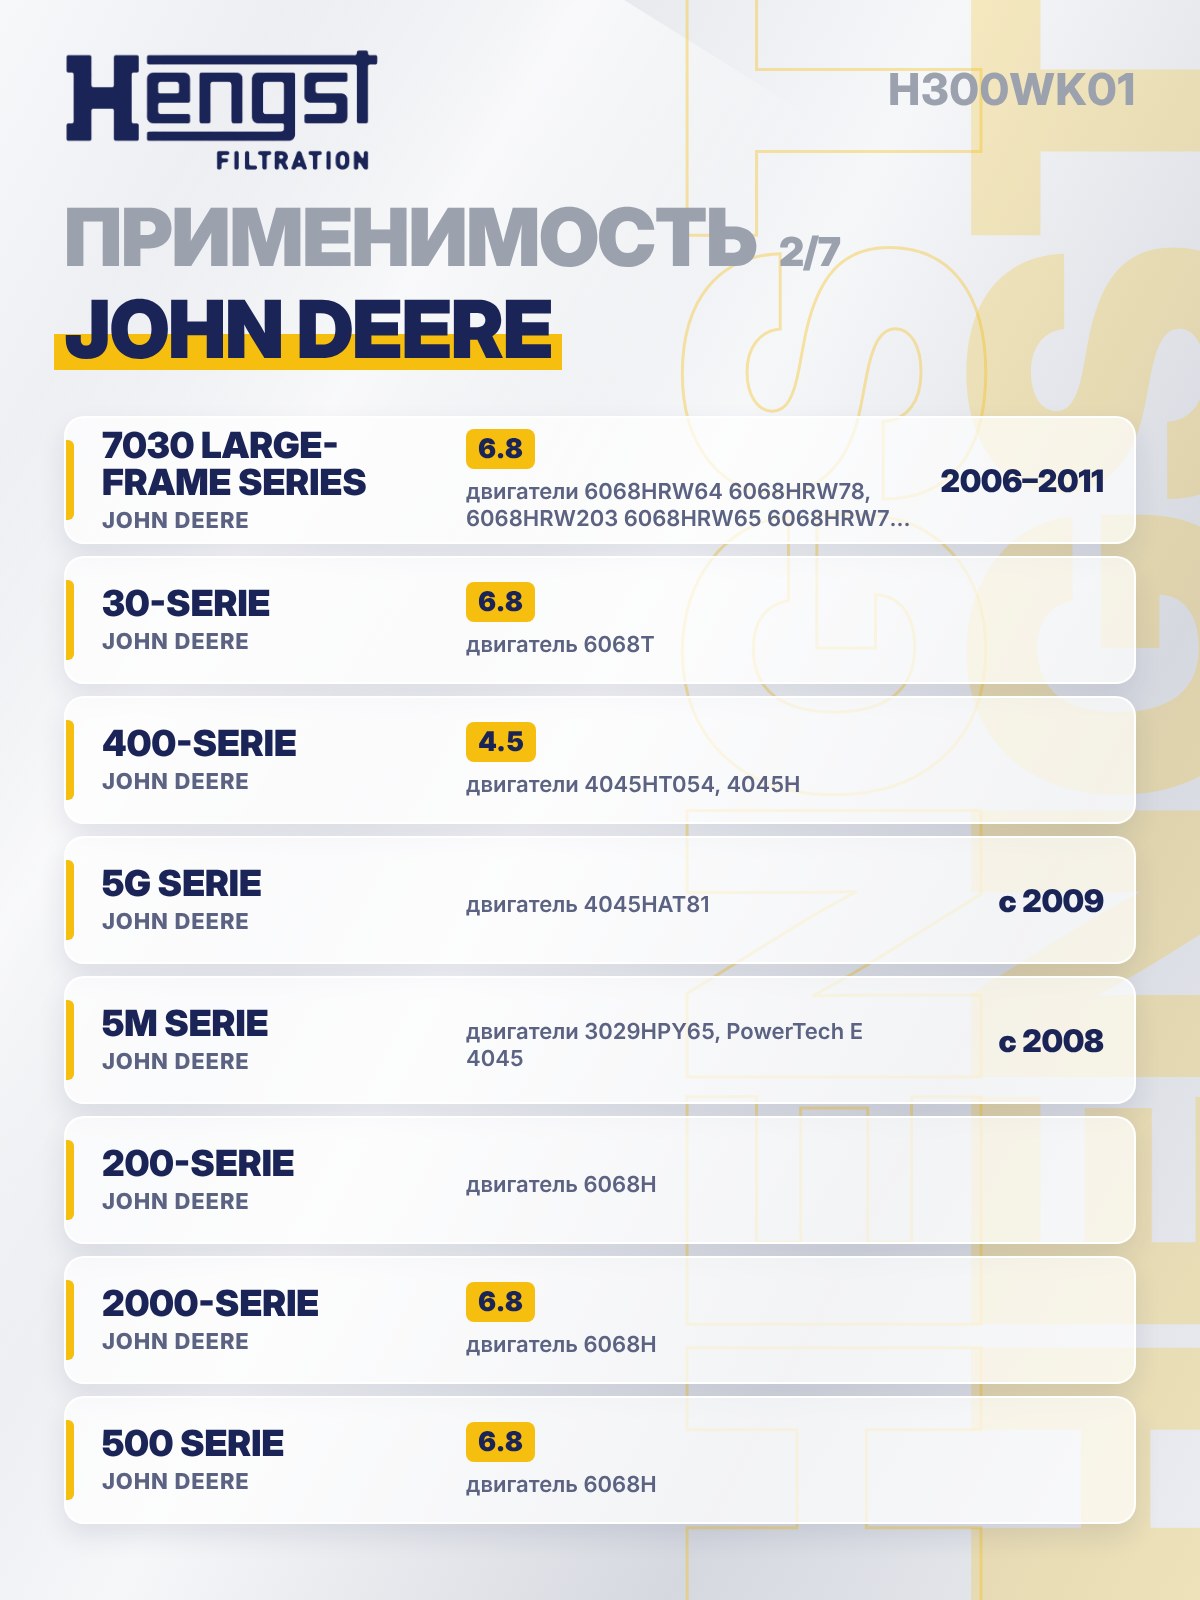 Hengst
FILTRATION
H300WK01
ПРИМЕНИМОСТЬ 2/7
JOHN DEERE
7030 LARGE-
FRAME SERIES
JOHN DEERE
6.8
двигатели 6068HRW64 6068HRW78,
6068HRW203 6068HRW65 6068HRW7...
2006–2011
30-SERIE
JOHN DEERE
6.8
двигатель 6068T
400-SERIE
JOHN DEERE
4.5
двигатели 4045HT054, 4045H
5G SERIE
JOHN DEERE
двигатель 4045HAT81
с 2009
5M SERIE
JOHN DEERE
двигатели 3029HPY65, PowerTech E
4045
с 2008
200-SERIE
JOHN DEERE
двигатель 6068H
2000-SERIE
JOHN DEERE
6.8
двигатель 6068H
500 SERIE
JOHN DEERE
6.8
двигатель 6068H
HENGST
HENGST